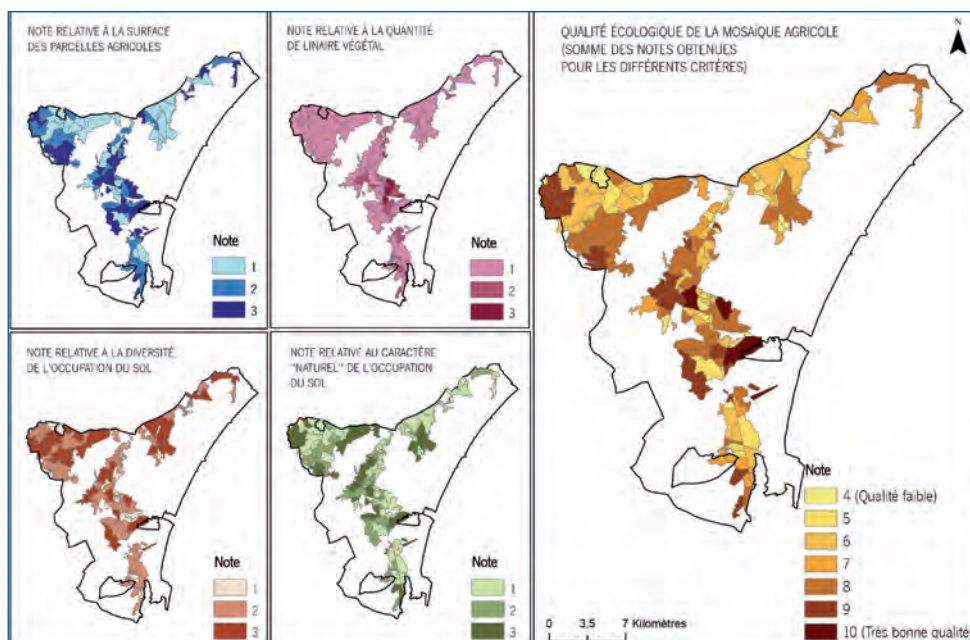 NOTE RELATIVE À LA SURFACE
DES PARCELLES AGRICOLES
Note
1
2
3
NOTE RELATIVE À LA QUANTITÉ
DE LINAIRE VÉGÉTAL
Note
1
2
3
NOTE RELATIVE À LA DIVERSITÉ
DE L'OCCUPATION DU SOL
Note
1
2
3
NOTE RELATIVE AU CARACTÈRE
"NATUREL" DE L'OCCUPATION
DU SOL
Note
1
2
3
QUALITÉ ÉCOLOGIQUE DE LA MOSAÏQUE AGRICOLE
(SOMME DES NOTES OBTENUES
POUR LES DIFFÉRENTS CRITÈRES)
N
Note
4 (Qualité faible)
5
6
7
8
9
10 (Très bonne qualité
0 3,5 7 Kilomètres